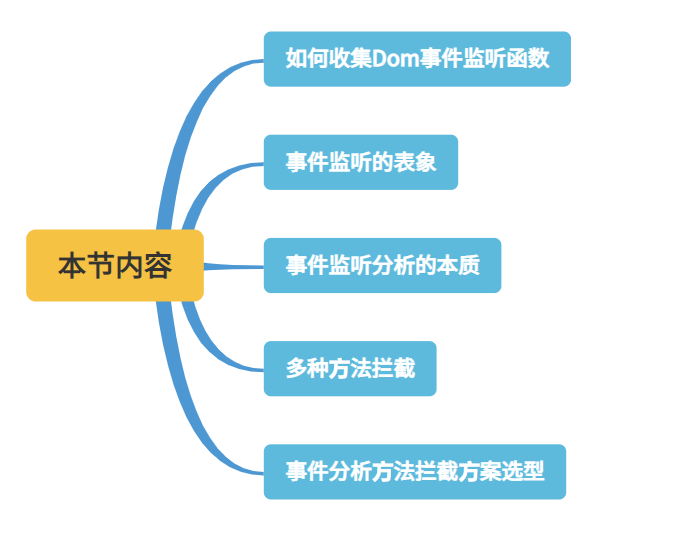 如何收集Dom事件监听函数
事件监听的表象
本节内容
事件监听分析的本质
多种方法拦截
事件分析方法拦截方案选型